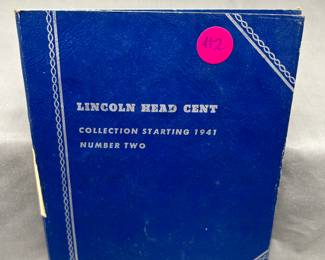 #2
LINCOLN HEAD CENT
COLLECTION STARTING 1941
NUMBER TWO